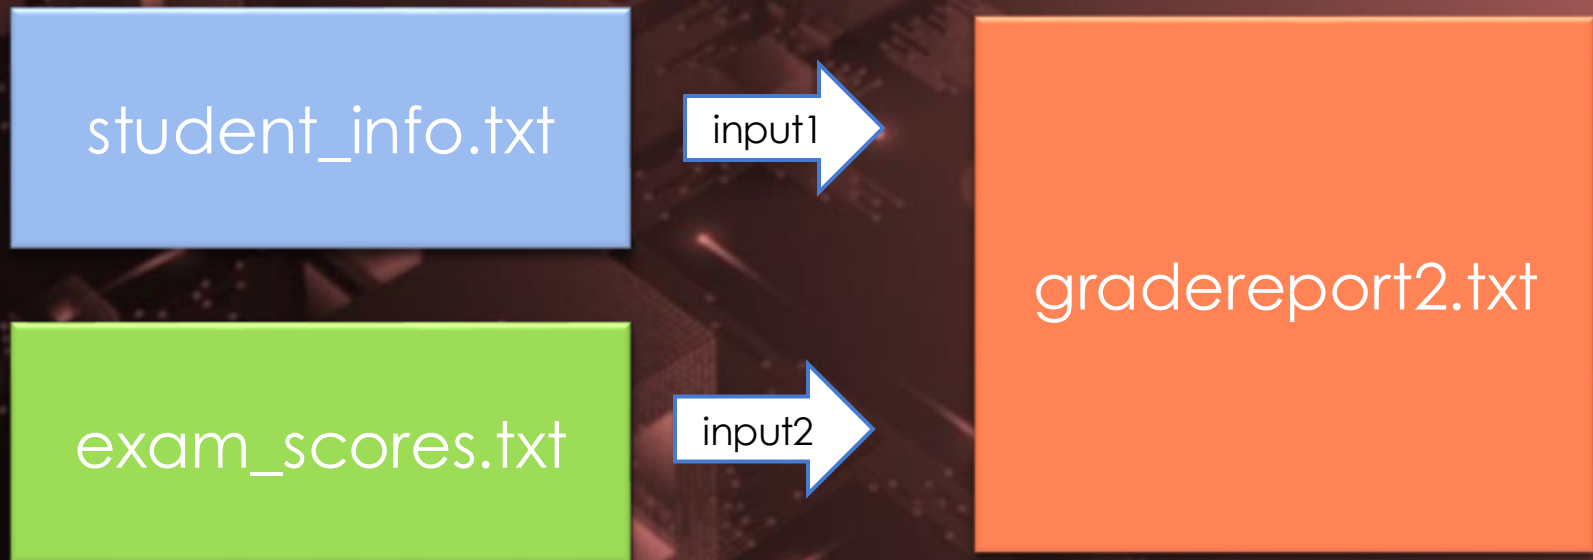 student_info.txt
input1
gradereport2.txt
exam_scores.txt
input2